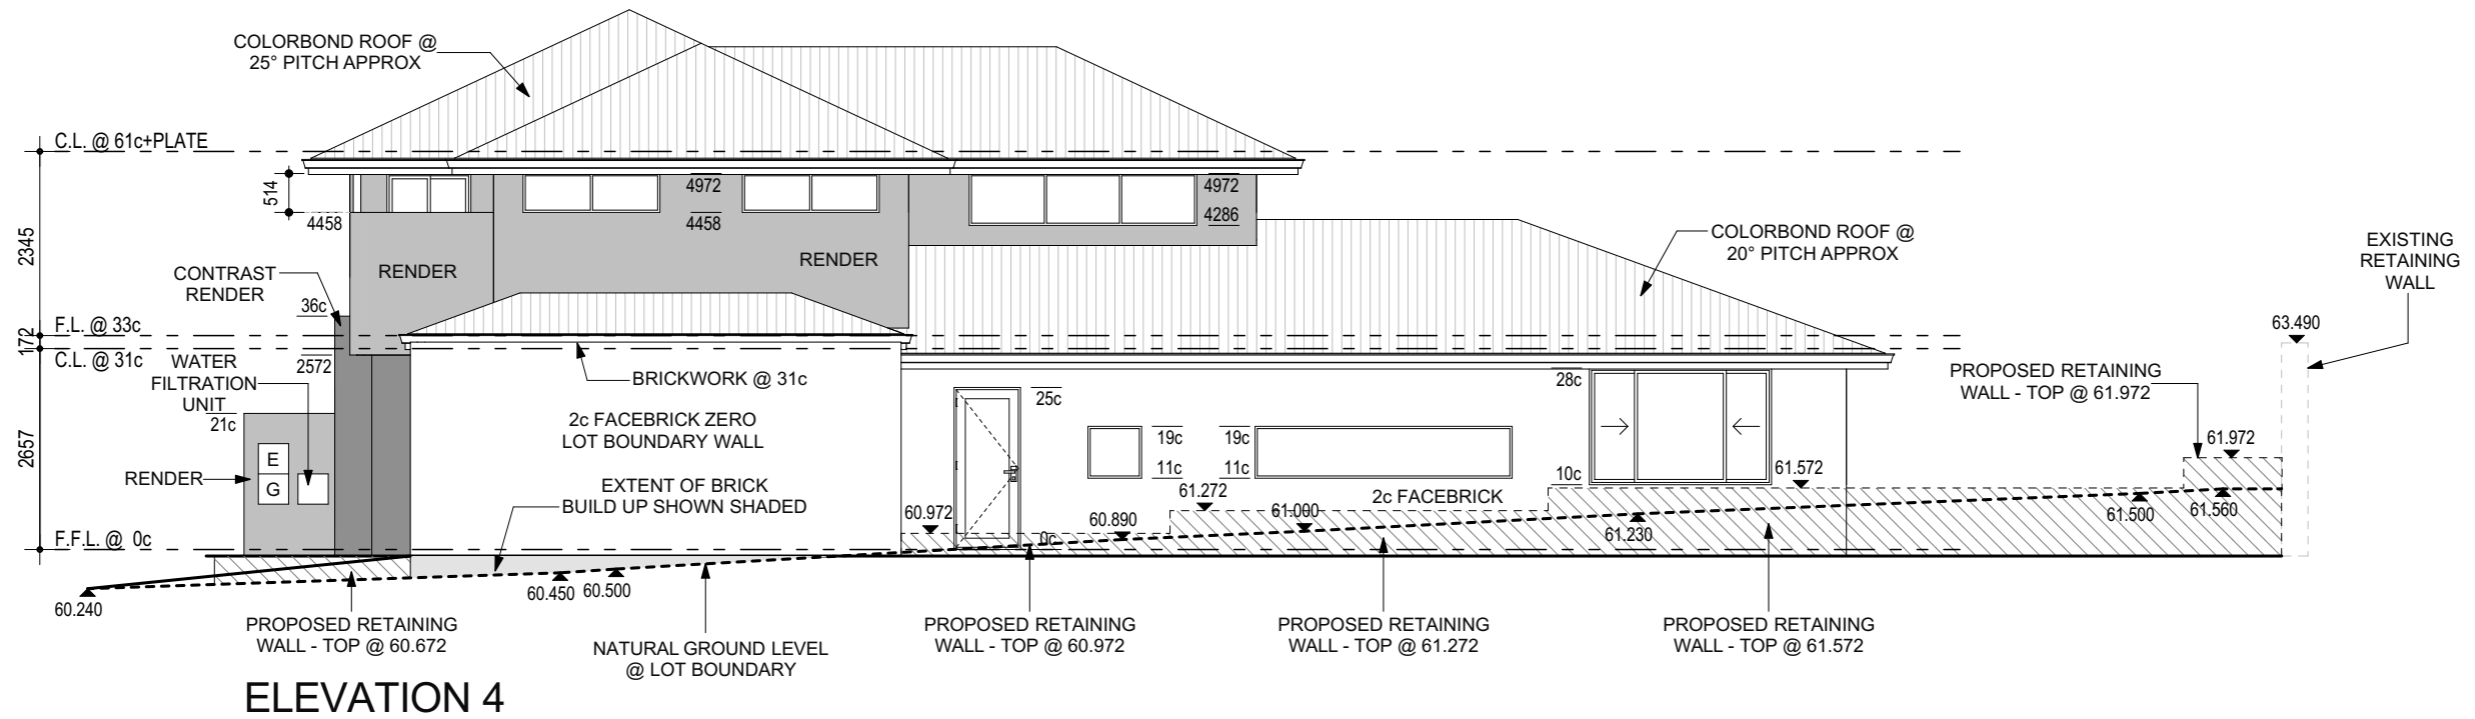 COLORBOND ROOF @
25° PITCH APPROX
C.L. @ 61c+PLATE
514
4458
4972
4458
4972
4286
2345
RENDER
RENDER
COLORBOND ROOF @
20° PITCH APPROX
EXISTING
RETAINING
WALL
CONTRAST
RENDER
36c
F.L. @ 33c
172
C.L. @ 31c
63.490
WATER
FILTRATION
UNIT
2572
BRICKWORK @ 31c
28c
PROPOSED RETAINING
WALL - TOP @ 61.972
21c
25c
2c FACEBRICK ZERO
LOT BOUNDARY WALL
19c
19c
61.972
2657
E
G
RENDER
11c
11c
10c
61.572
EXTENT OF BRICK
BUILD UP SHOWN SHADED
61.272
2c FACEBRICK
60.972
60.890
61.000
61.230
61.500
61.560
F.F.L. @ 0c
0c
60.240
60.450
60.500
PROPOSED RETAINING
WALL - TOP @ 60.672
NATURAL GROUND LEVEL
@ LOT BOUNDARY
PROPOSED RETAINING
WALL - TOP @ 60.972
PROPOSED RETAINING
WALL - TOP @ 61.272
PROPOSED RETAINING
WALL - TOP @ 61.572
ELEVATION 4